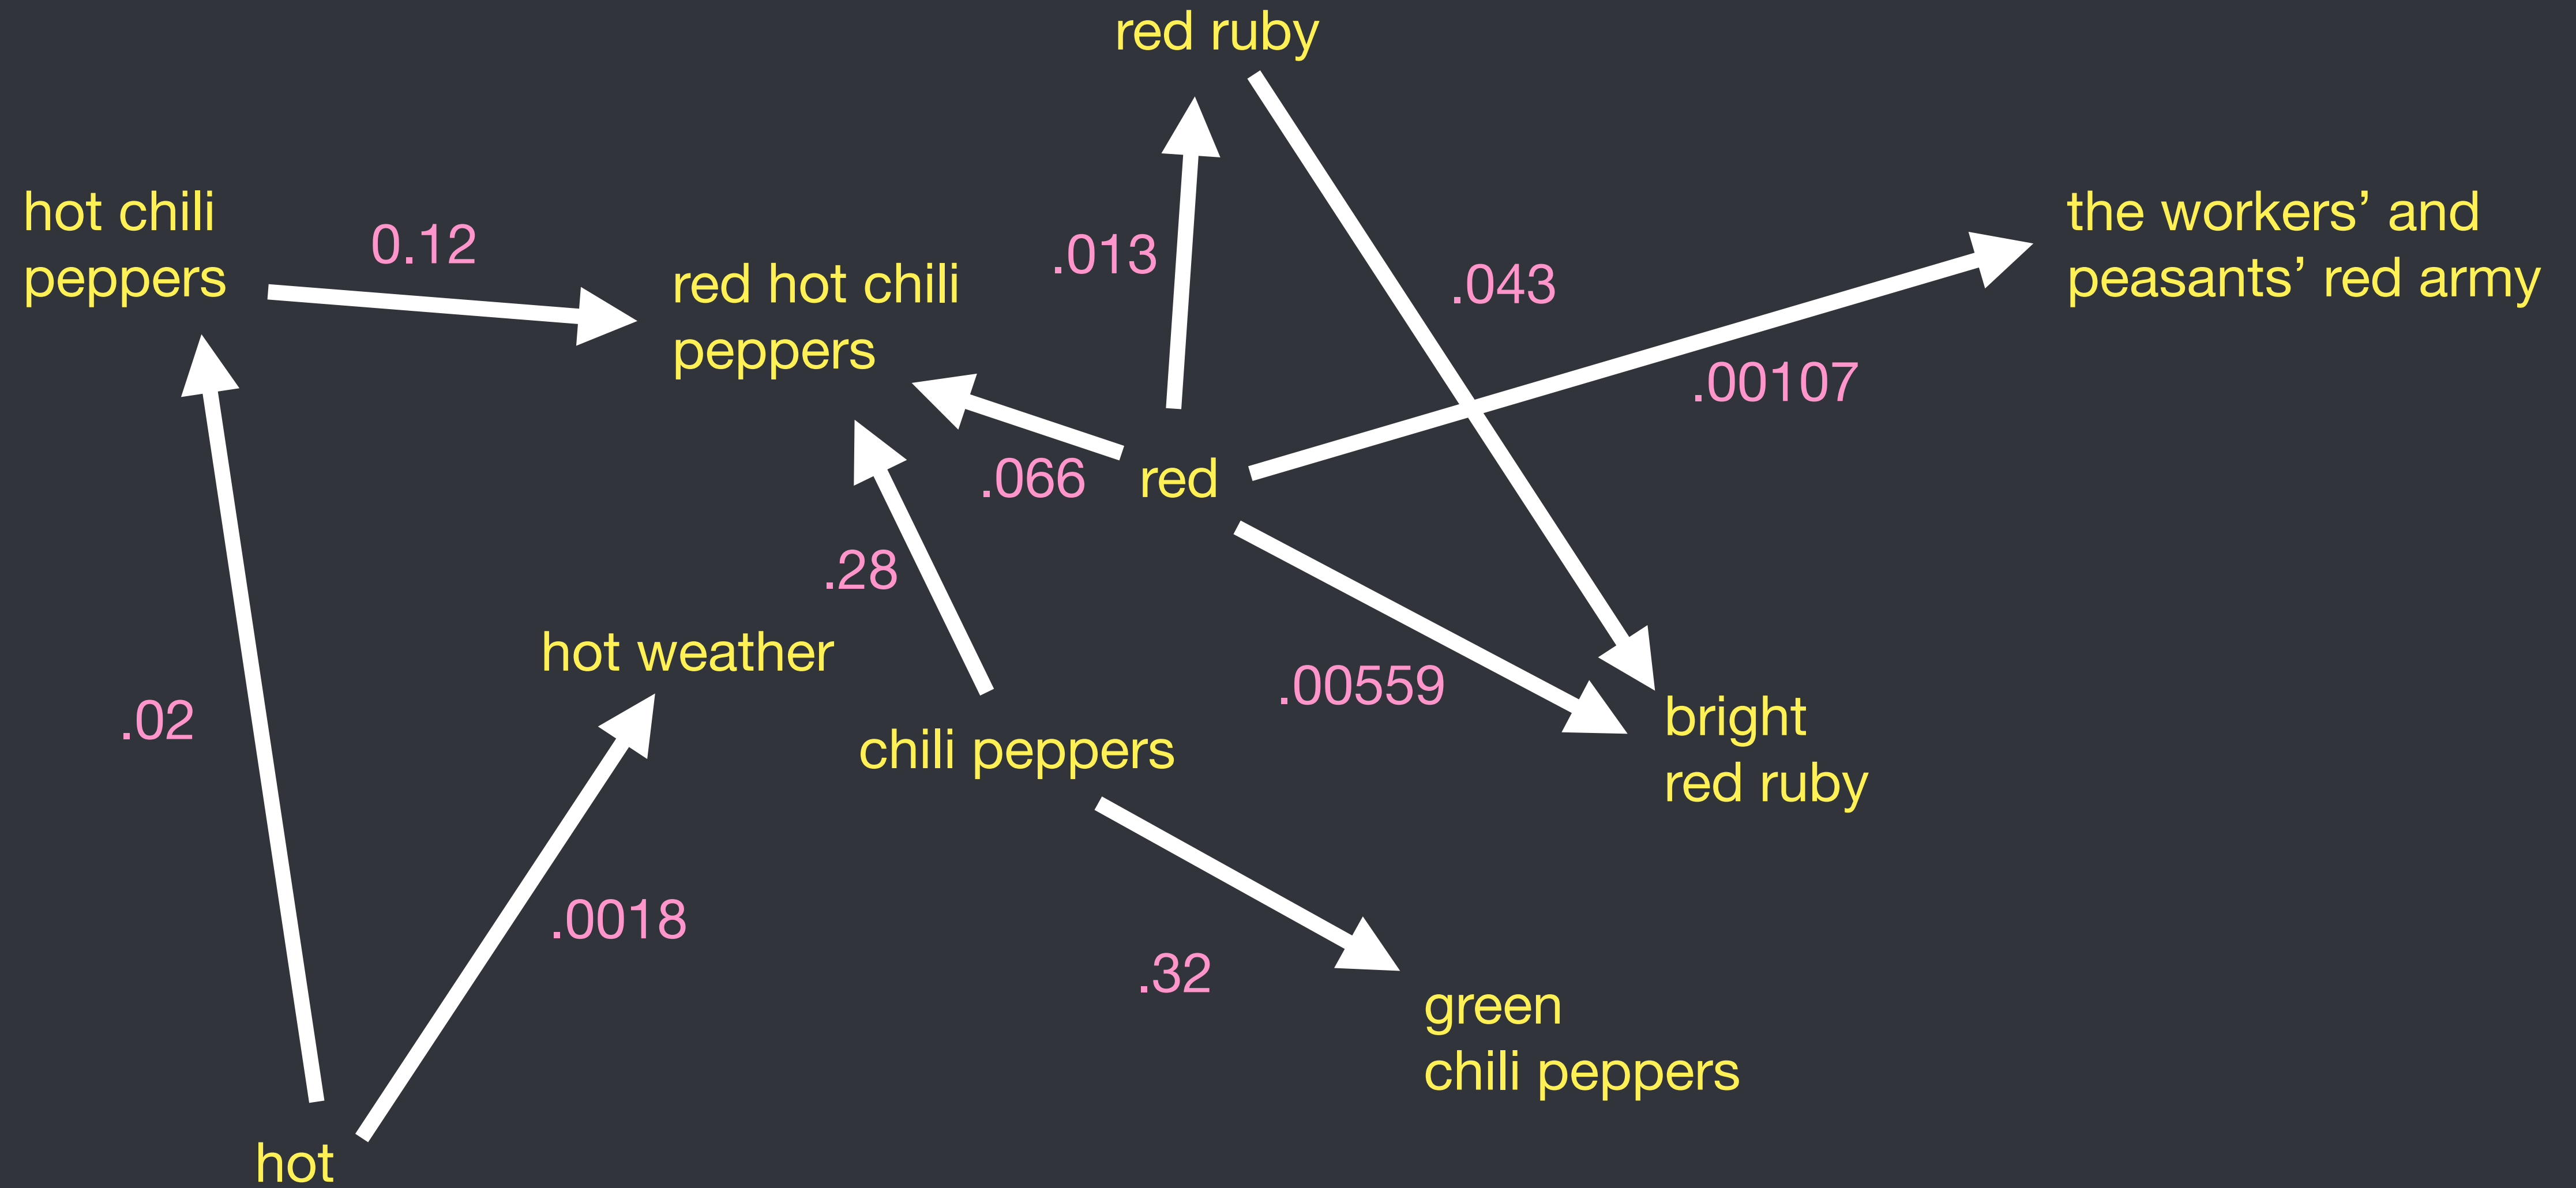 red ruby
hot chili
peppers
0.12
red hot chili
peppers
.013
.043
the workers’ and
peasants’ red army
.00107
.066
red
.28
hot weather
.02
chili peppers
.00559
bright
red ruby
.0018
.32
green
chili peppers
hot